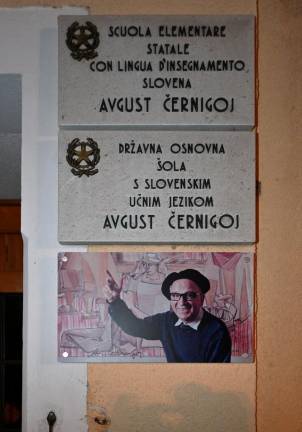 SCUOLA ELEMENTARE
STATALE
CON LINGUA D'INSEGNAMENTO
SLOVENA
AVGUST ČERNIGOJ
DRŽAVNA OSNOVNA
ŠOLA
S SLOVENSKIM
UČNIM JEZIKOM
AVGUST ČERNIGOJ